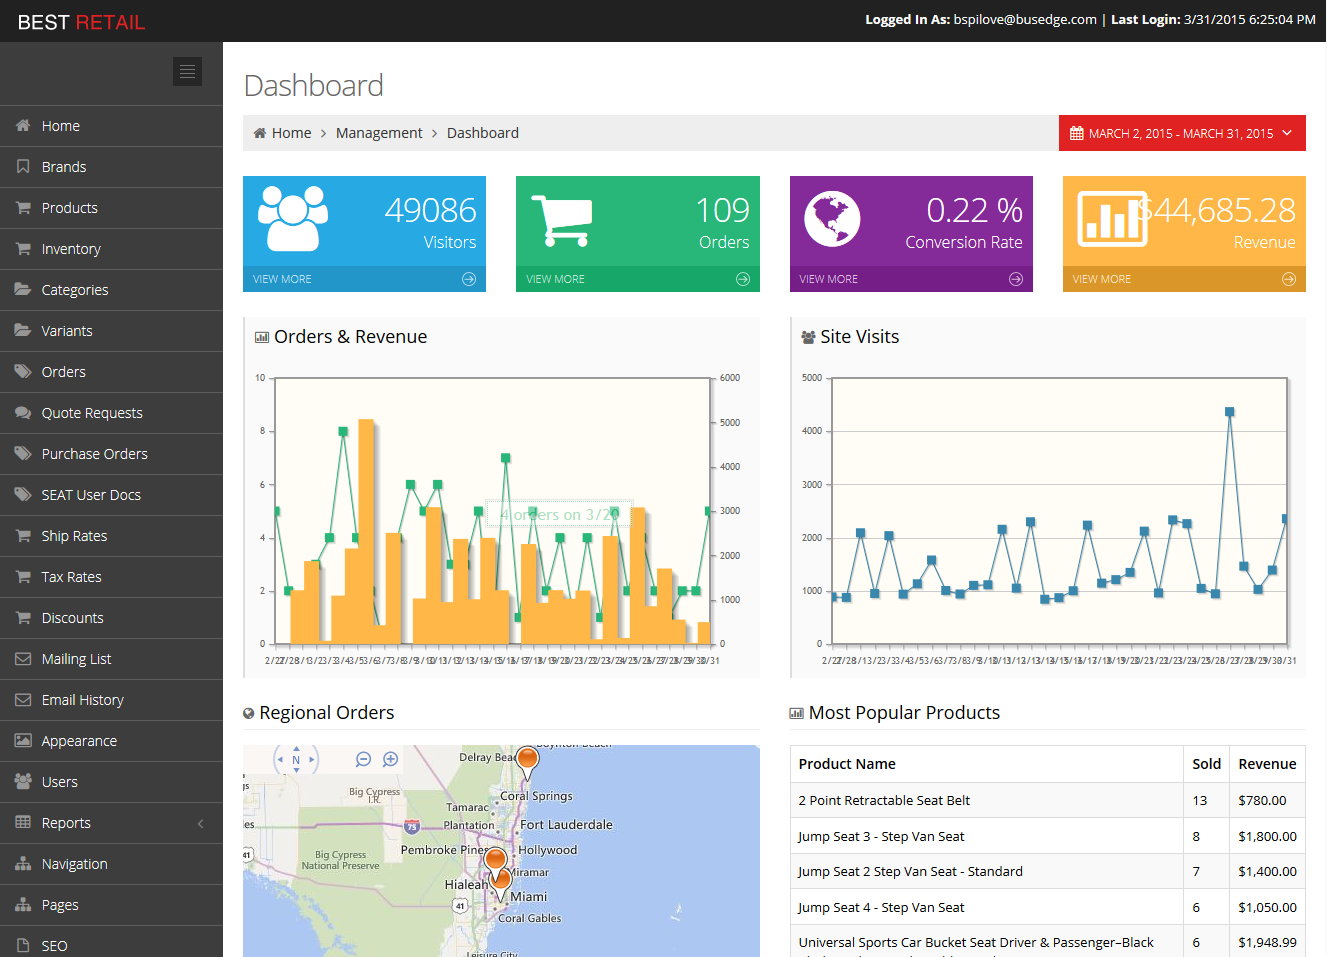 BEST RETAIL
Logged In As: bspilove@busedge.com | Last Login: 3/31/2015 6:25:04 PM
Home
Brands
Products
Inventory
Categories
Variants
Orders
Quote Requests
Purchase Orders
SEAT User Docs
Ship Rates
Tax Rates
Discounts
Mailing List
Email History
Appearance
Users
Reports
Navigation
Pages
SEO
Dashboard
Home > Management > Dashboard
MARCH 2, 2015 - MARCH 31, 2015
49086
Visitors
VIEW MORE
109
Orders
VIEW MORE
0.22 %
Conversion Rate
VIEW MORE
$44,685.28
Revenue
VIEW MORE
Orders & Revenue
10
8
6
4
2
0
6000
5000
4000
3000
2000
1000
0
4 orders on 3/20
Site Visits
5000
4000
3000
2000
1000
0
Regional Orders
N
Boynton Beach
Delray Beac
Big Cypress
I.R.
Coral Springs
Tamarac
75
Plantation
Fort Lauderdale
Pembroke Pines
Hollywood
41
Big Cypress
National Preserve
Miramar
Hialeah
Miami
41
Coral Gables
Leisure City
Most Popular Products
Product Name Sold Revenue
2 Point Retractable Seat Belt 13 $780.00
Jump Seat 3 - Step Van Seat 8 $1,800.00
Jump Seat 2 Step Van Seat - Standard 7 $1,400.00
Jump Seat 4 - Step Van Seat 6 $1,050.00
Universal Sports Car Bucket Seat Driver & Passenger–Black 6 $1,948.99